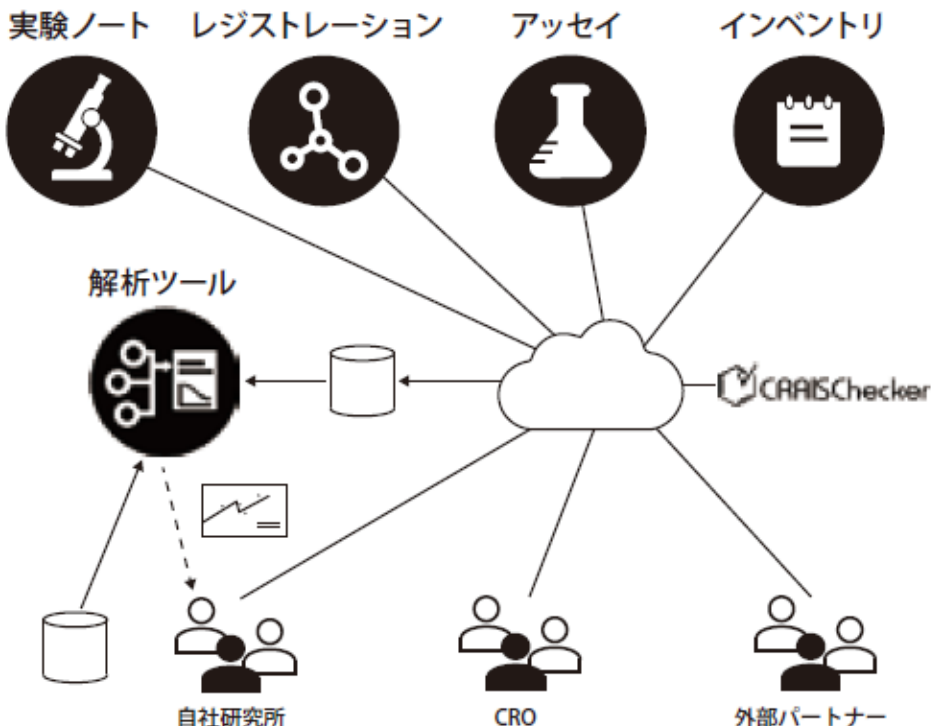 実験ノート
レジストレーション
アッセイ
インベントリ
解析ツール
CRAISChecker
自社研究所
CRO
外部パートナー